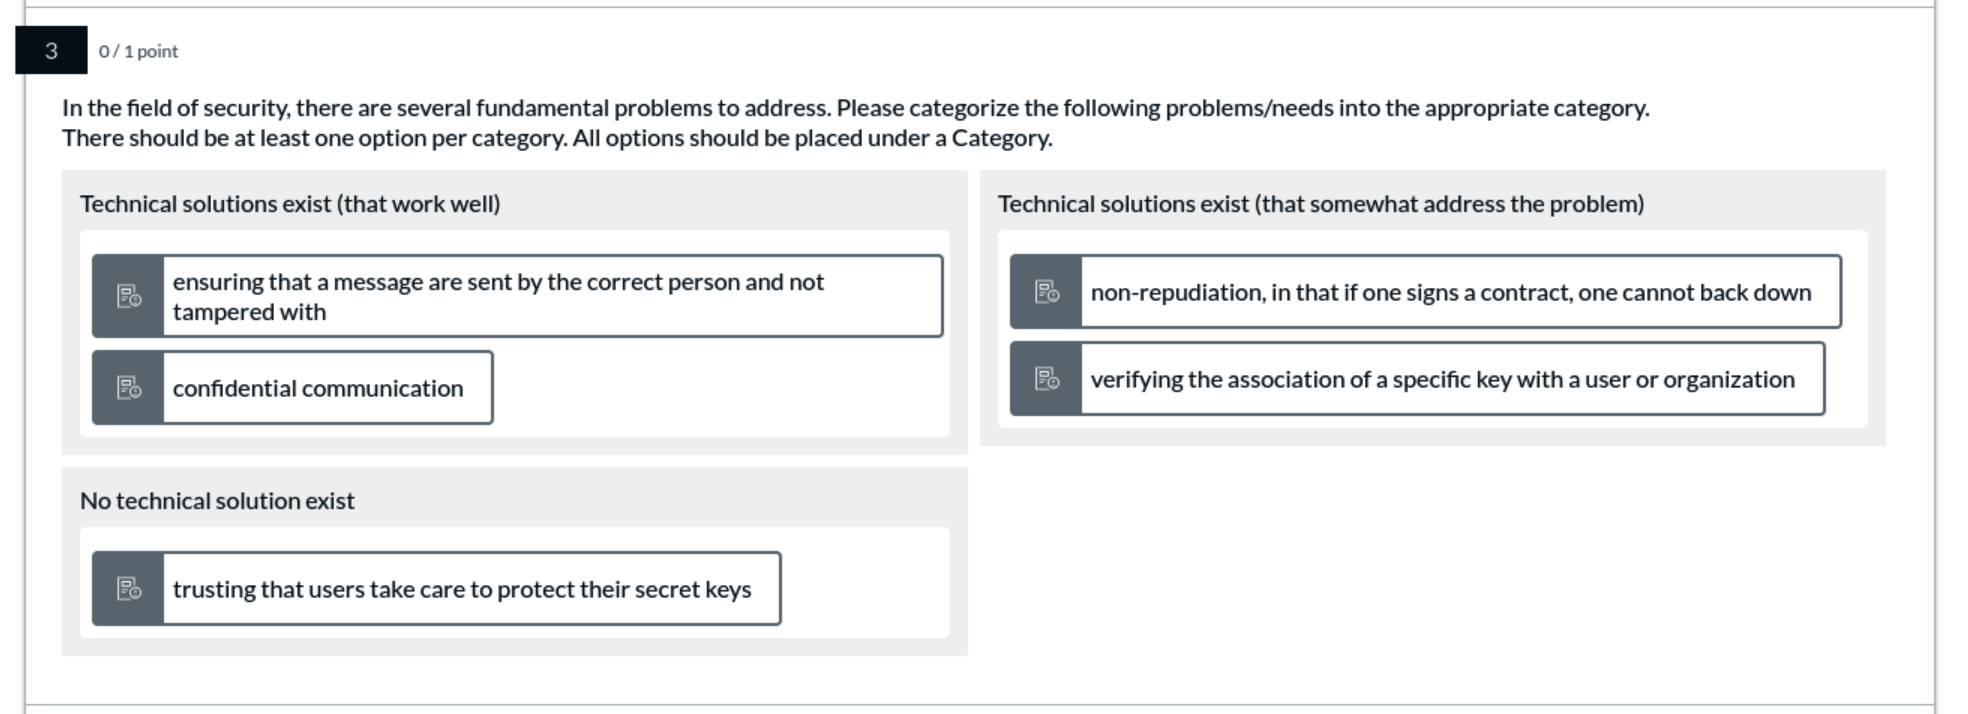 3
0 / 1 point
In the field of security, there are several fundamental problems to address. Please categorize the following problems/needs into the appropriate category.
There should be at least one option per category. All options should be placed under a Category.
Technical solutions exist (that work well)
ensuring that a message are sent by the correct person and not
tampered with
confidential communication
Technical solutions exist (that somewhat address the problem)
non-repudiation, in that if one signs a contract, one cannot back down
verifying the association of a specific key with a user or organization
No technical solution exist
trusting that users take care to protect their secret keys